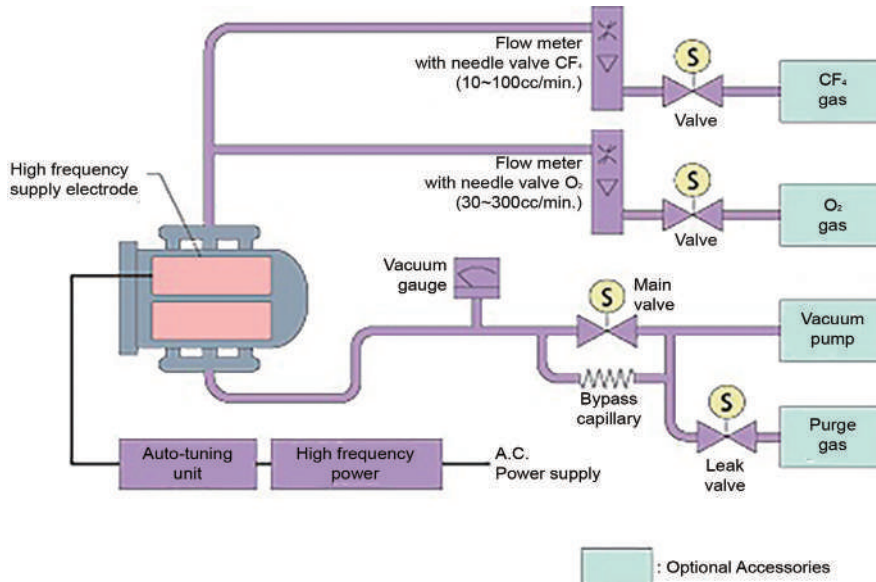 Flow meter
with needle valve CF₄
(10~100cc/min.)
S
Valve
CF₄
gas
High frequency
supply electrode
Flow meter
with needle valve O₂
(30~300cc/min.)
S
Valve
O₂
gas
Vacuum
gauge
S
Main
valve
Vacuum
pump
Bypass
capillary
S
Leak
valve
Purge
gas
Auto-tuning
unit
High frequency
power
A.C.
Power supply
: Optional Accessories